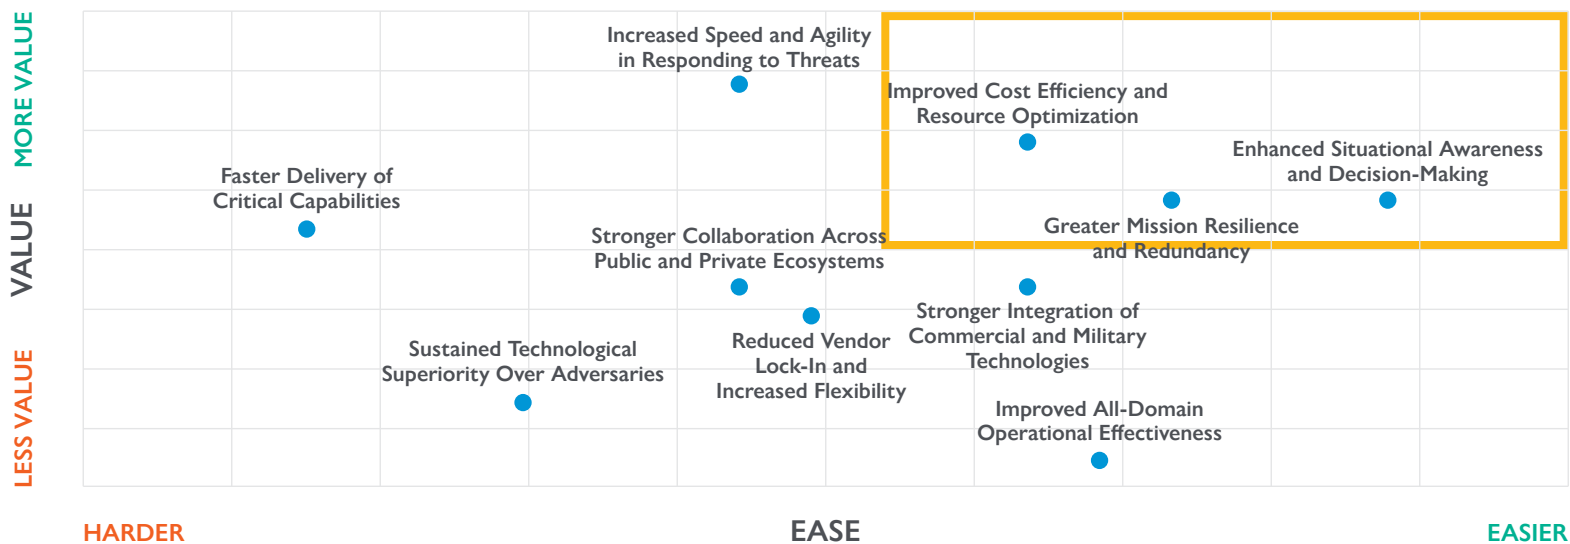 MORE VALUE
VALUE
LESS VALUE
Increased Speed and Agility
in Responding to Threats
Improved Cost Efficiency and
Resource Optimization
Enhanced Situational Awareness
and Decision-Making
Faster Delivery of
Critical Capabilities
Greater Mission Resilience
and Redundancy
Stronger Collaboration Across
Public and Private Ecosystems
Stronger Integration of
Commercial and Military
Technologies
Reduced Vendor
Lock-In and
Increased Flexibility
Sustained Technological
Superiority Over Adversaries
Improved All-Domain
Operational Effectiveness
HARDER
EASE
EASIER